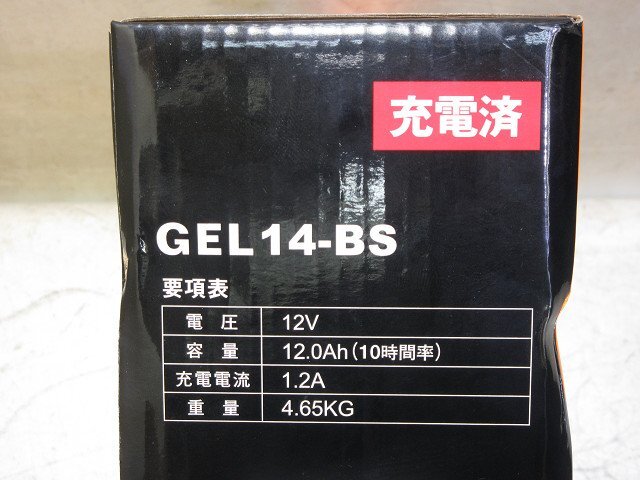 充電済
GEL14-BS
要項表
電圧 12V
容量 12.0Ah(10時間率)
充電電流 1.2A
重量 4.65KG